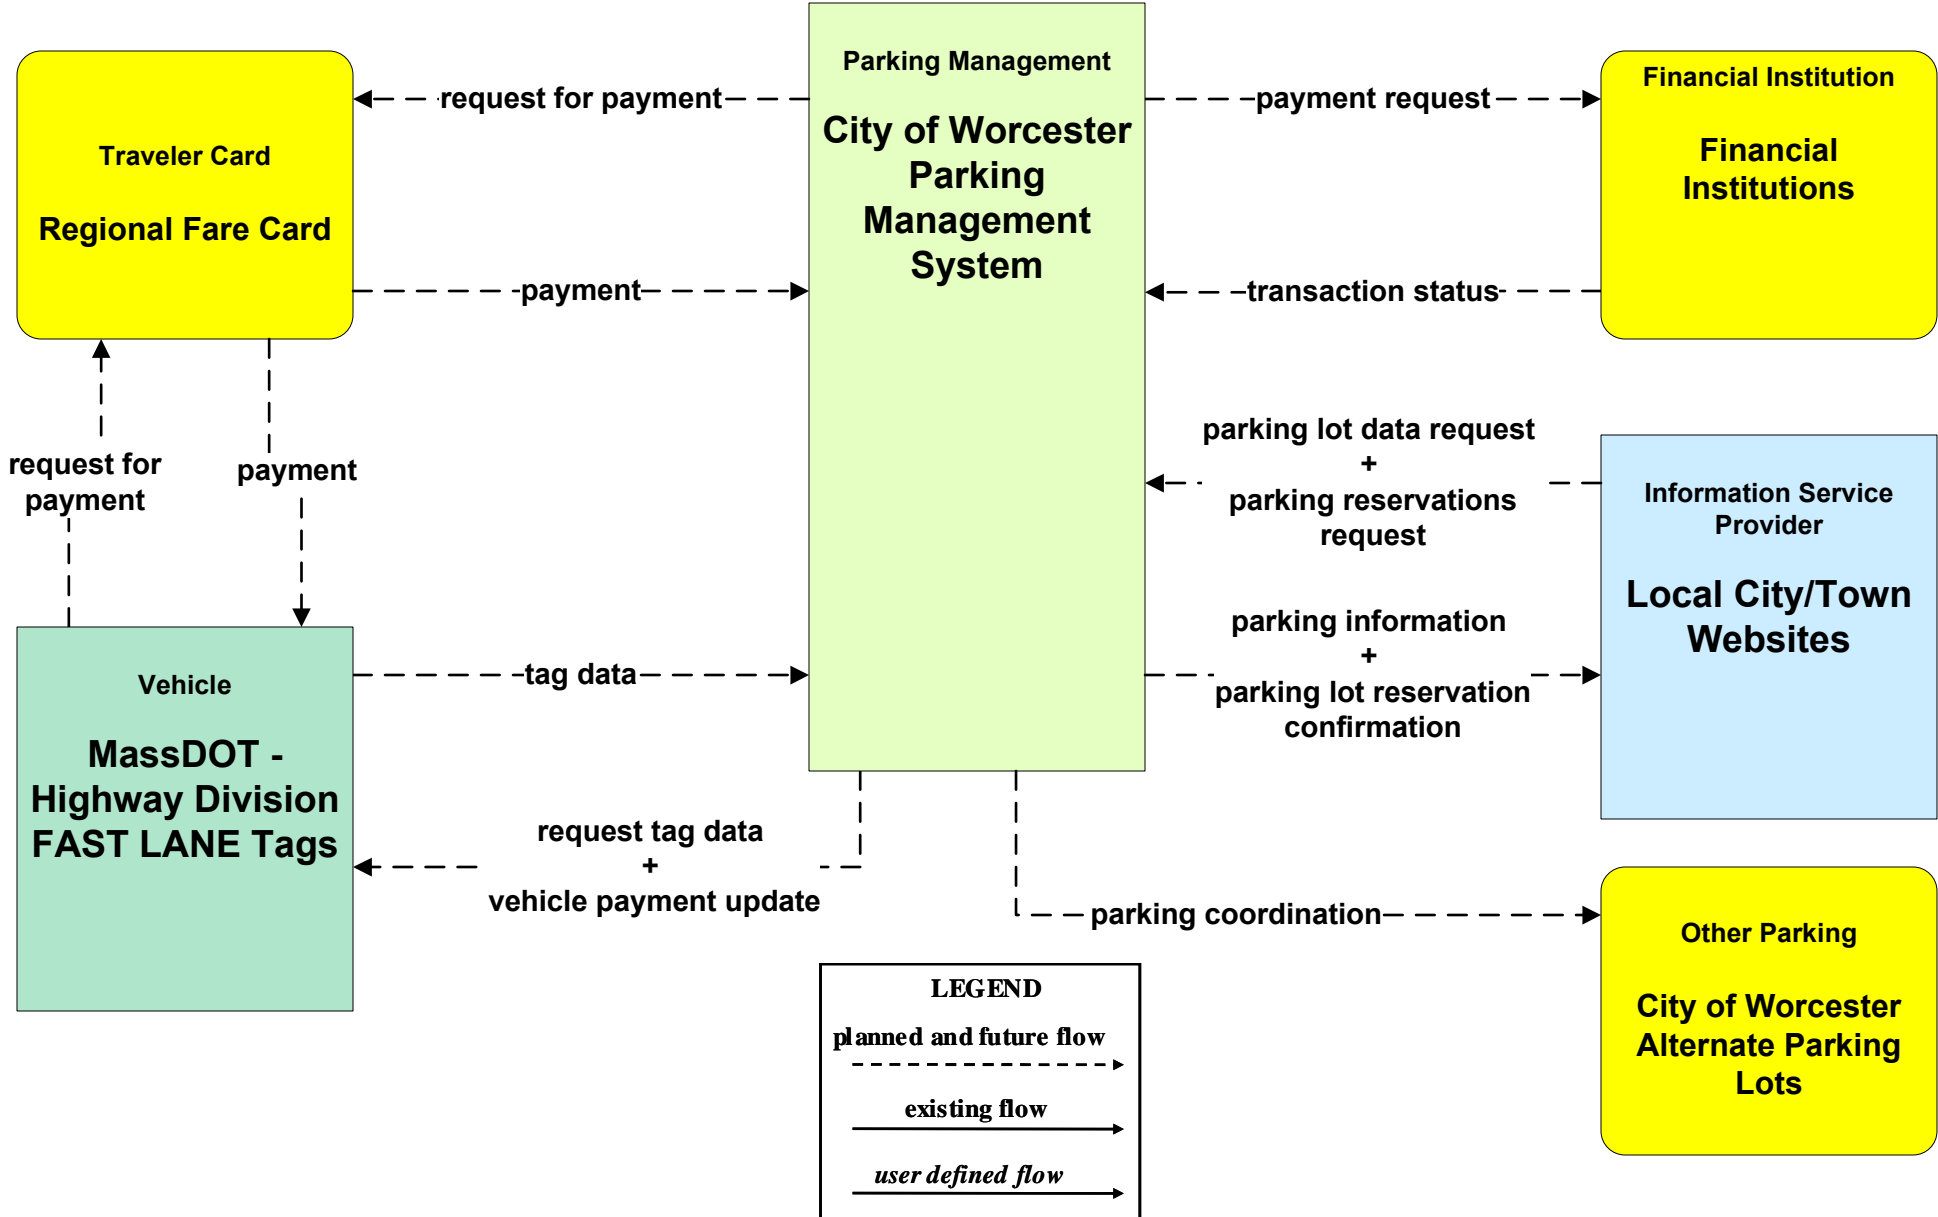 Parking Management
City of Worcester
Parking
Management
System
Traveler Card
Regional Fare Card
Financial Institution
Financial
Institutions
request for payment
payment request
payment
transaction status
request for
payment
payment
parking lot data request
+
parking reservations
request
Information Service
Provider
Local City/Town
Websites
parking information
+
parking lot reservation
confirmation
Vehicle
MassDOT -
Highway Division
FAST LANE Tags
tag data
request tag data
+
vehicle payment update
parking coordination
Other Parking
City of Worcester
Alternate Parking
Lots
LEGEND
planned and future flow
existing flow
user defined flow